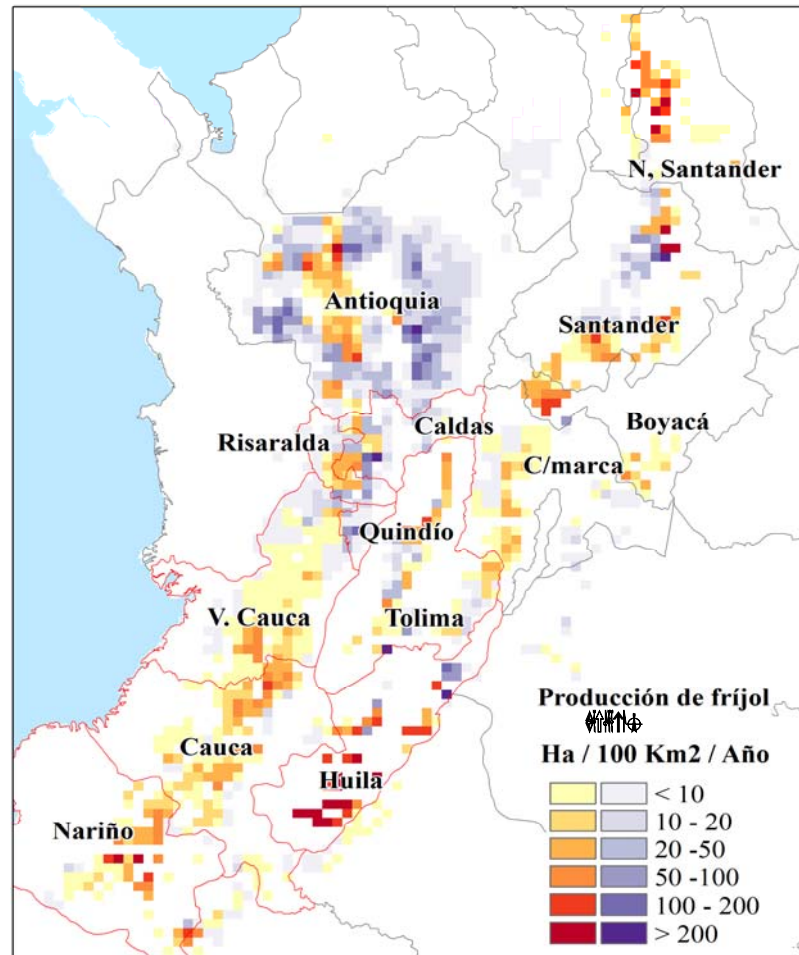 N, Santander
Antioquia
Santander
Boyacá
Risaralda
Caldas
C/marca
Quindío
V. Cauca
Tolima
Cauca
Huila
Nariño
Producción de fríjol
Ha / 100 Km2 / Año
< 10
10 - 20
20 -50
50 -100
100 - 200
> 200